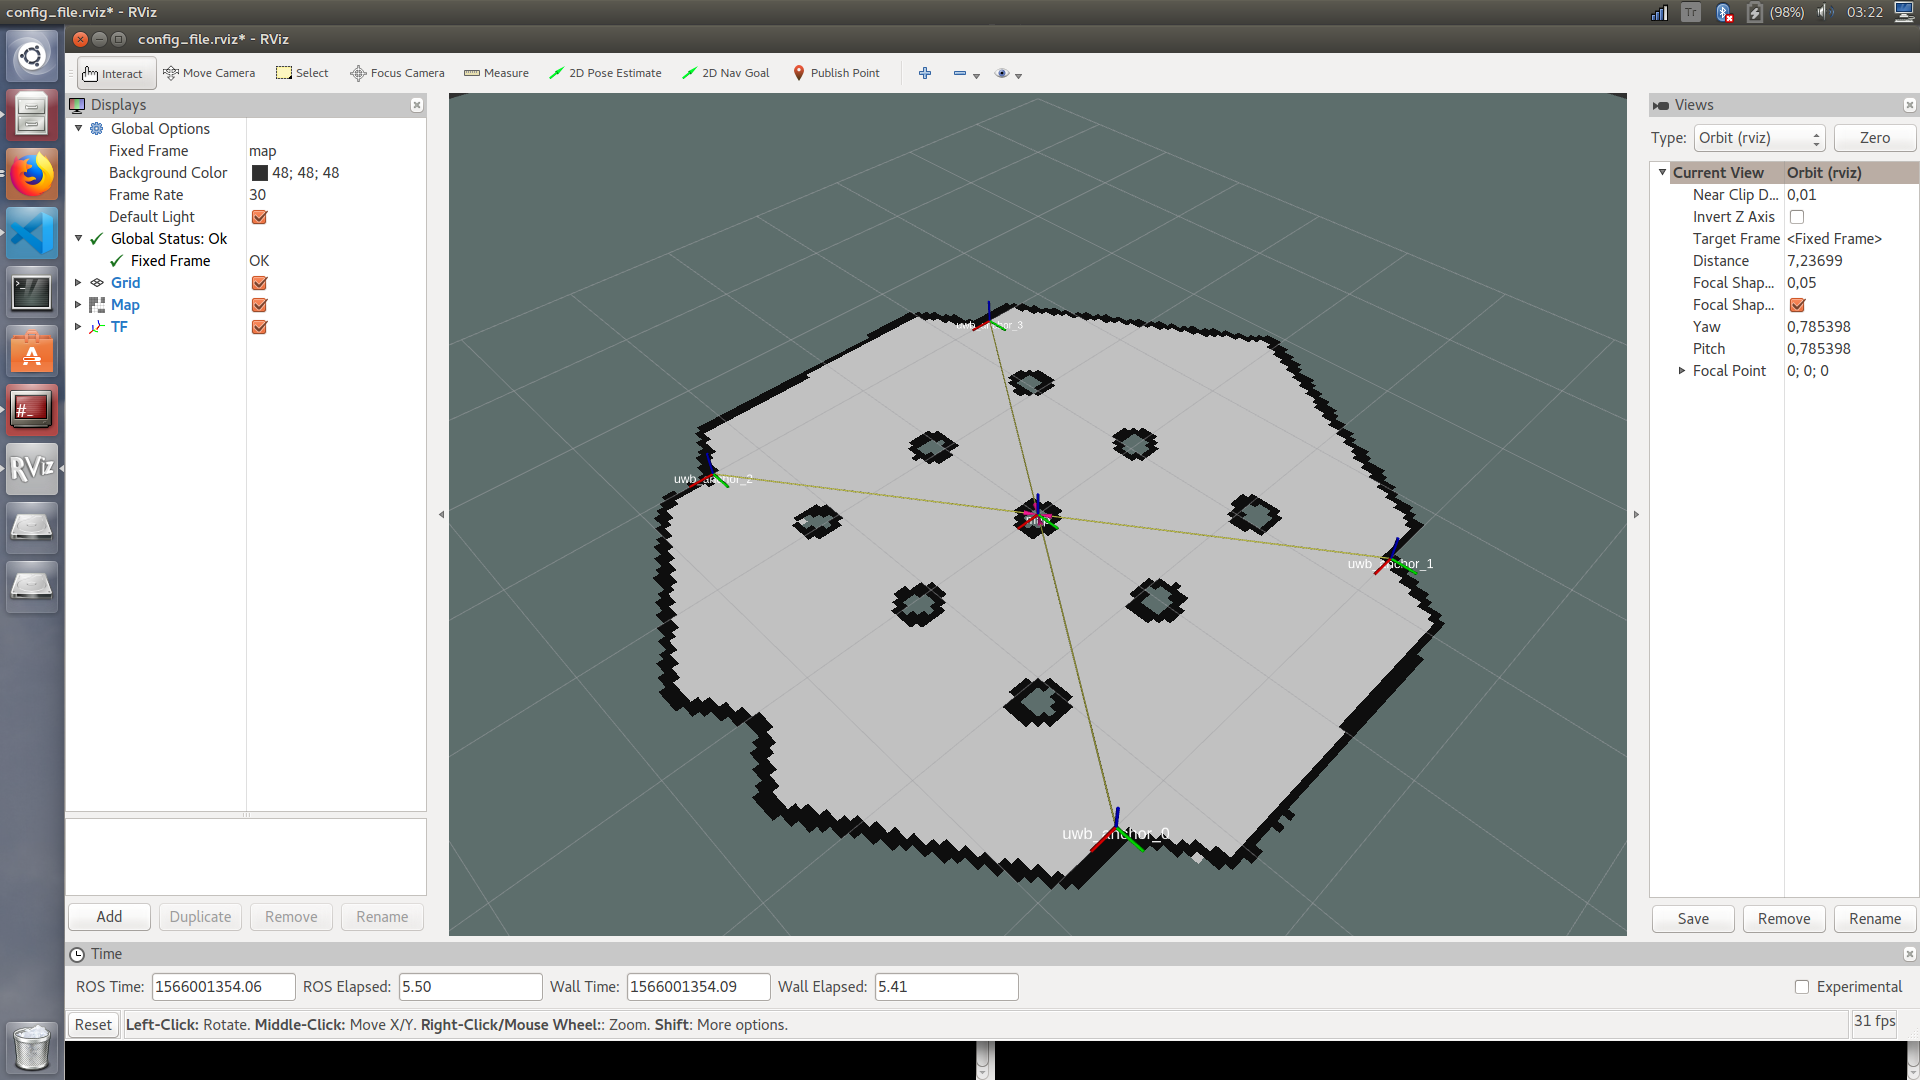 config_file.rviz* - RViz
Tr
(98%)
03:22
config_file.rviz* - RViz
Interact
Move Camera
Select
Focus Camera
Measure
2D Pose Estimate
2D Nav Goal
Publish Point
Displays
Global Options
Fixed Frame map
Background Color 48; 48; 48
Frame Rate 30
Default Light
Global Status: Ok
Fixed Frame OK
Grid
Map
TF
Add
Duplicate
Remove
Rename
uwb_anchor_3
uwb_anchor_2
uwb_anchor_1
uwb_anchor_0
Views
Type: Orbit (rviz) Zero
Current View Orbit (rviz)
Near Clip D... 0,01
Invert Z Axis
Target Frame <Fixed Frame>
Distance 7,23699
Focal Shap... 0,05
Focal Shap...
Yaw 0,785398
Pitch 0,785398
Focal Point 0; 0; 0
Save
Remove
Rename
Time
ROS Time: 1566001354.06 ROS Elapsed: 5.50 Wall Time: 1566001354.09 Wall Elapsed: 5.41 Experimental
Reset Left-Click: Rotate. Middle-Click: Move X/Y. Right-Click/Mouse Wheel:: Zoom. Shift: More options. 31 fps
RViz
#_
>_